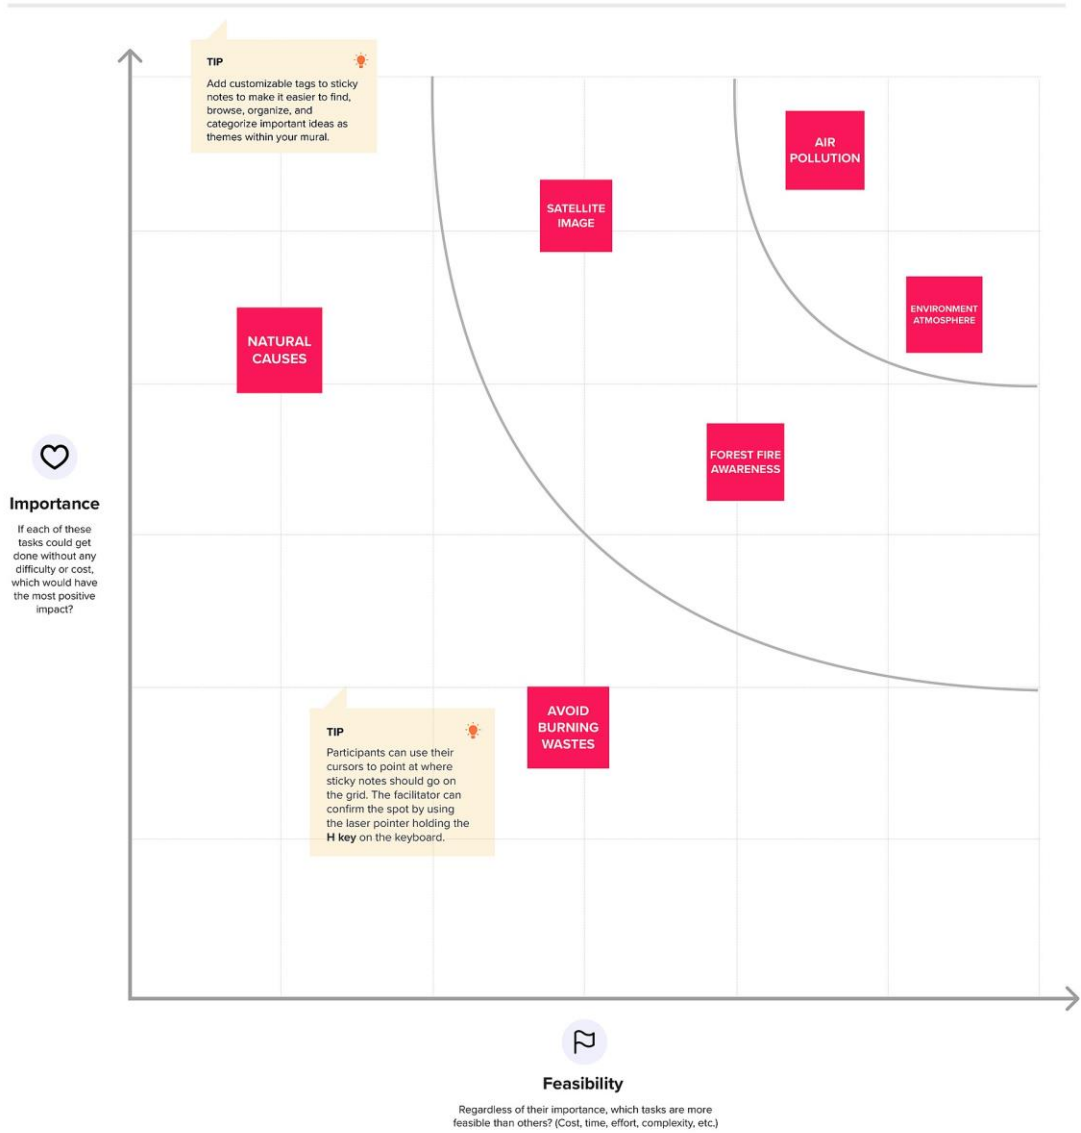 TIP
Add customizable tags to sticky
notes to make it easier to find,
browse, organize, and
categorize important ideas as
themes within your mural.
AIR
POLLUTION
SATELLITE
IMAGE
ENVIRONMENT
ATMOSPHERE
NATURAL
CAUSES
FOREST FIRE
AWARENESS
Importance
If each of these
tasks could get
done without any
difficulty or cost,
which would have
the most positive
impact?
AVOID
BURNING
WASTES
TIP
Participants can use their
cursors to point at where
sticky notes should go on
the grid. The facilitator can
confirm the spot by using
the laser pointer holding the
H key on the keyboard.
Feasibility
Regardless of their importance, which tasks are more
feasible than others? (Cost, time, effort, complexity, etc.)